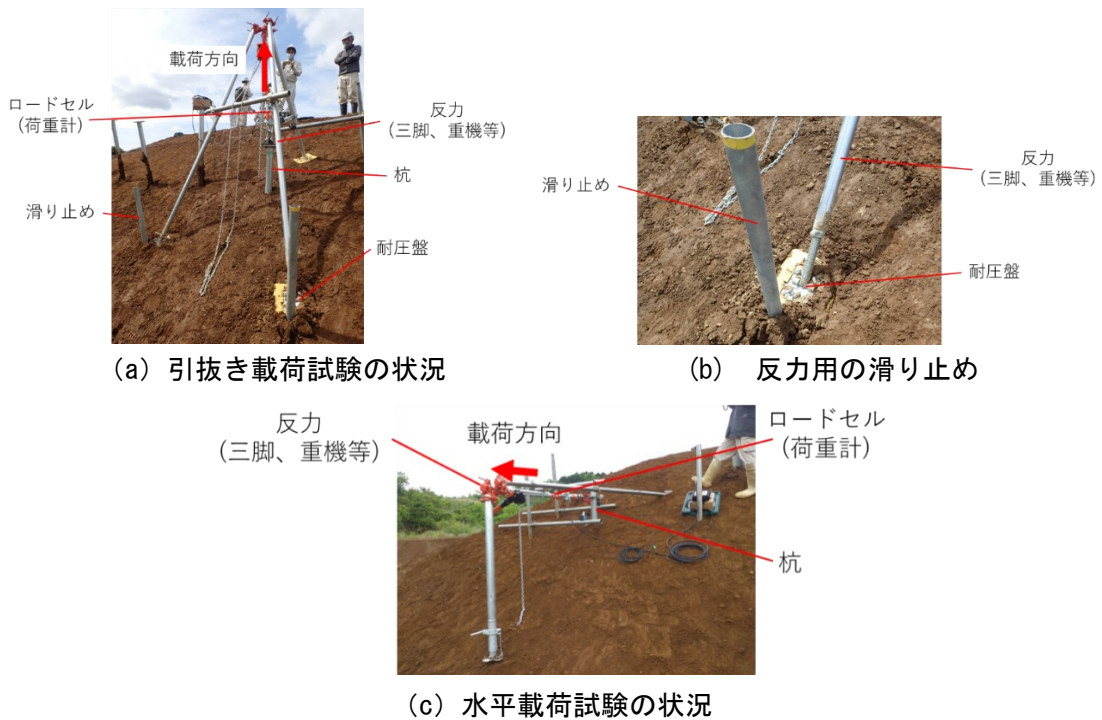 載荷方向
ロードセル
(荷重計)
反力
(三脚、重機等)
杭
滑り止め
耐圧盤
(a) 引抜き載荷試験の状況
滑り止め
反力
(三脚、重機等)
耐圧盤
(b) 反力用の滑り止め
反力
(三脚、重機等)
載荷方向
ロードセル
(荷重計)
杭
(c) 水平載荷試験の状況